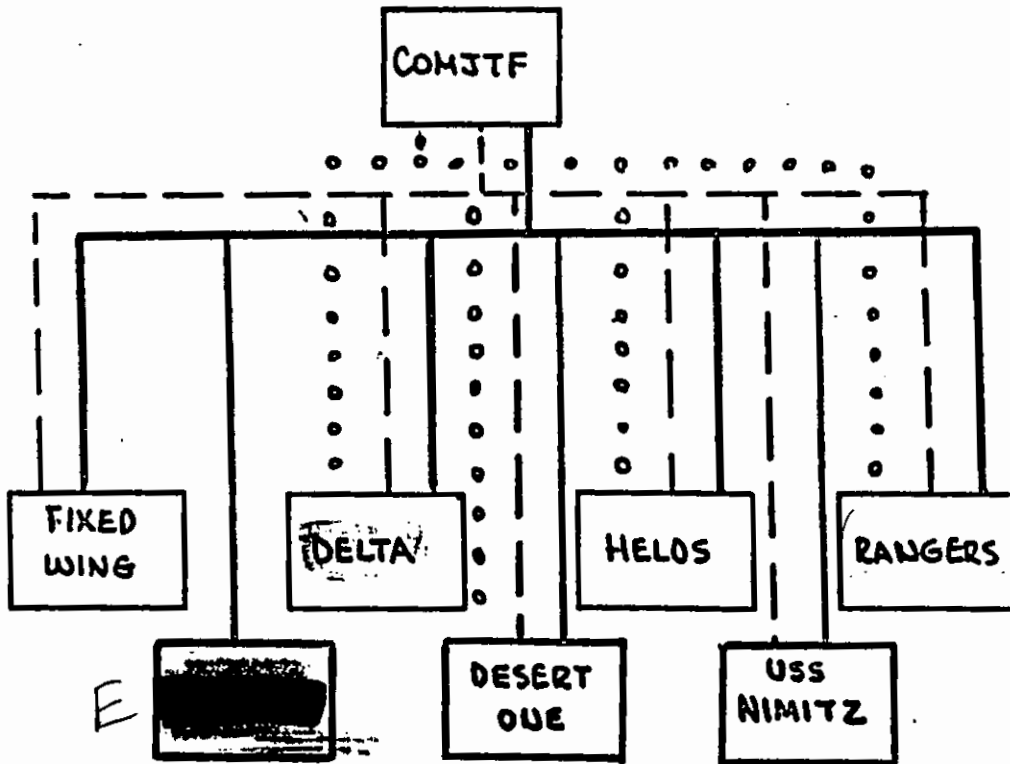 COMJTF
FIXED
WING
DELTA
HELOS
RANGERS
E
DESERT
ONE
USS
NIMITZ